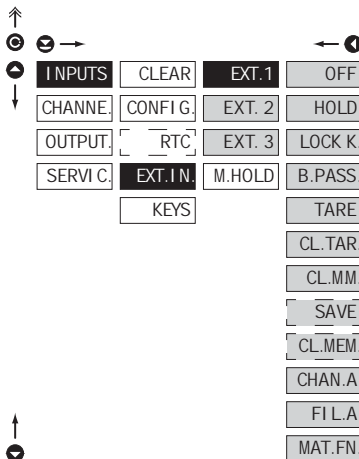 INPUTS CLEAR EXT.1 OFF
CHANNE. CONFIG. EXT. 2 HOLD
OUTPUT. RTC EXT. 3 LOCK K.
SERVIC. EXT.IN. M.HOLD B.PASS.
KEYS TARE
CL.TAR.
CL.MM.
SAVE
CL.MEM.
CHAN.A
FIL.A
MAT.FN.